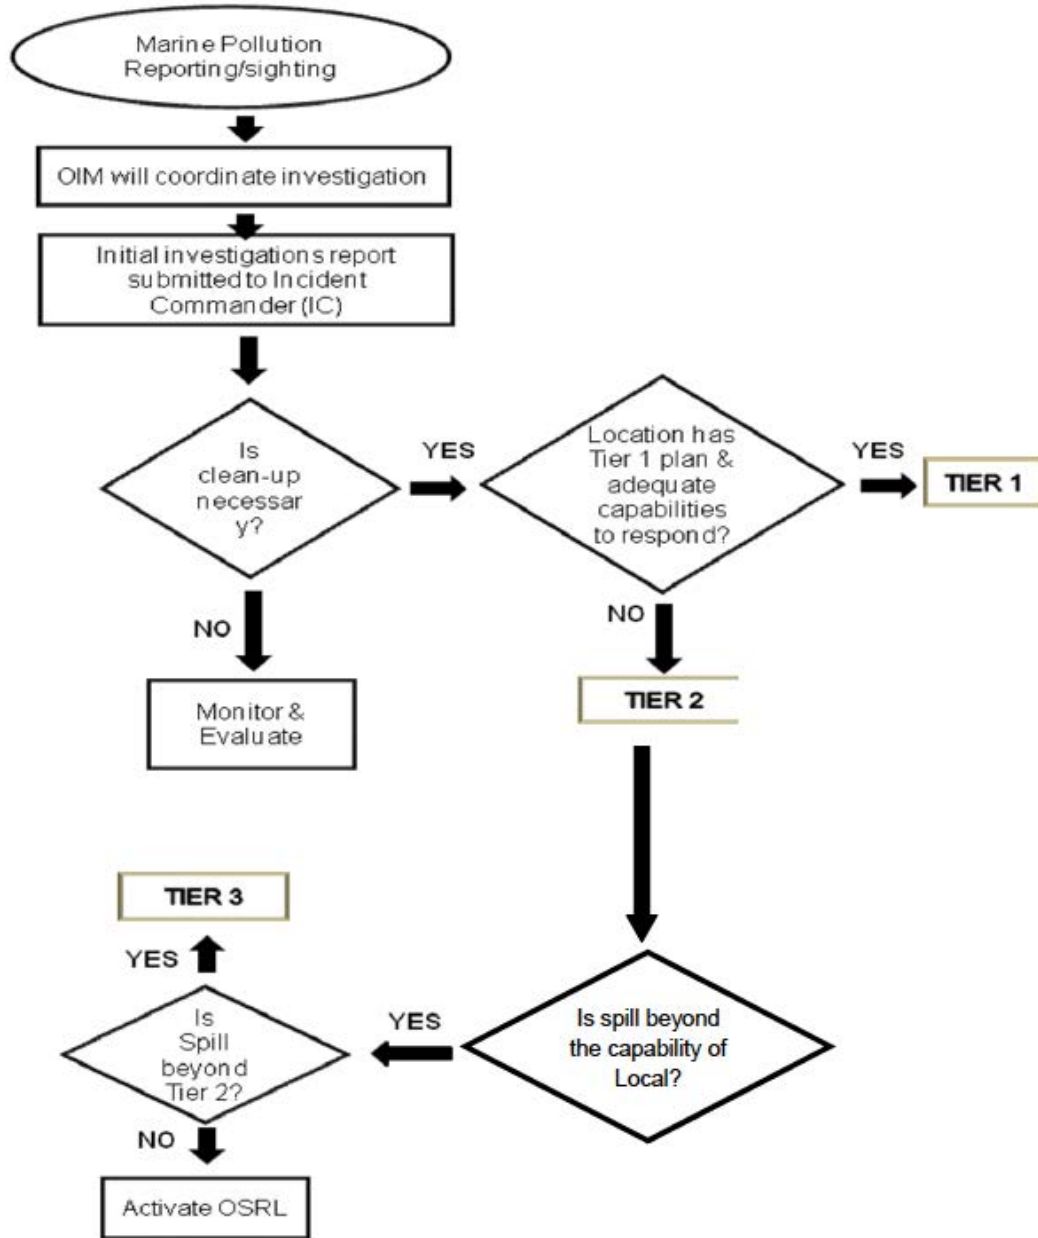 Marine Pollution
Reporting/sighting
OIM will coordinate investigation
Initial investigations report
submitted to Incident
Commander (IC)
Is
clean-up
necessar
y?
YES
Location has
Tier 1 plan &
adequate
capabilities
to respond?
YES
TIER 1
NO
Monitor &
Evaluate
NO
TIER 2
Is spill beyond
the capability of
Local?
YES
Is
Spill
beyond
Tier 2?
YES
TIER 3
NO
Activate OSRL